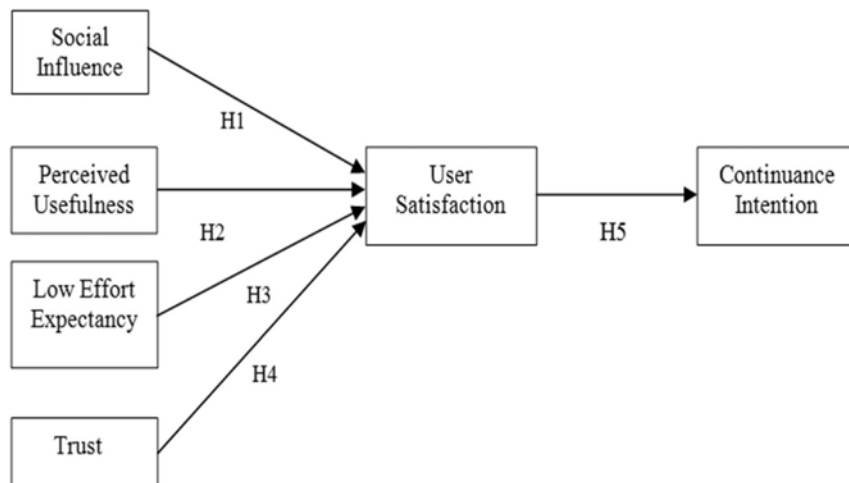 Social
Influence
H1
Perceived
Usefulness
User
Satisfaction
Continuance
Intention
H2
H5
Low Effort
Expectancy
H3
H4
Trust